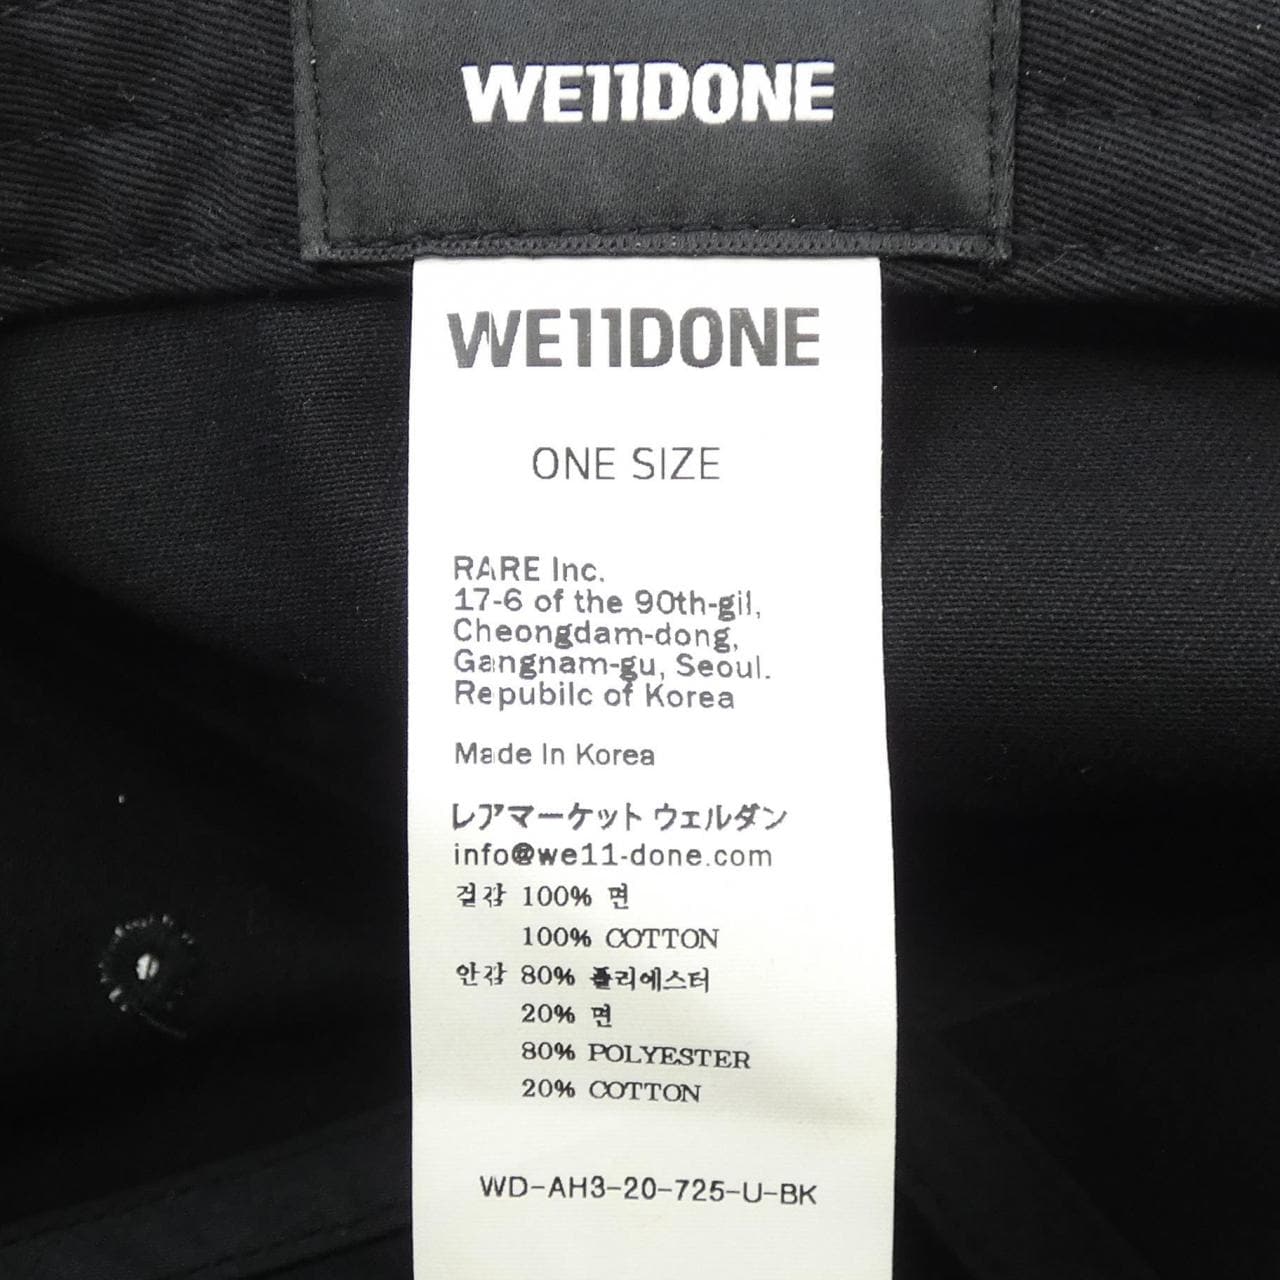 WE11DONE
WE11DONE
ONE SIZE
RARE Inc.
17-6 of the 90th-gil,
Cheongdam-dong,
Gangnam-gu, Seoul.
Repubilc of Korea
Made In Korea
レアマーケット ウェルダン
info@we11-done.com
겉감 100% 면
100% COTTON
안감 80% 폴리에스터
20% 면
80% POLYESTER
20% COTTON
WD-AH3-20-725-U-BK